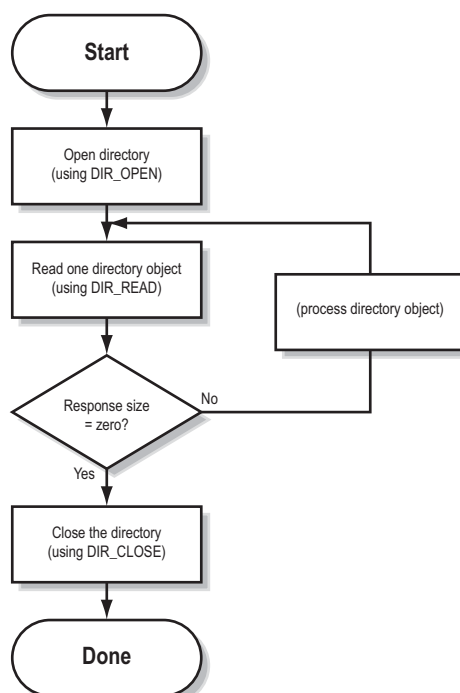 Start
Open directory
(using DIR_OPEN)
Read one directory object
(using DIR_READ)
(process directory object)
Response size
= zero?
No
Yes
Close the directory
(using DIR_CLOSE)
Done